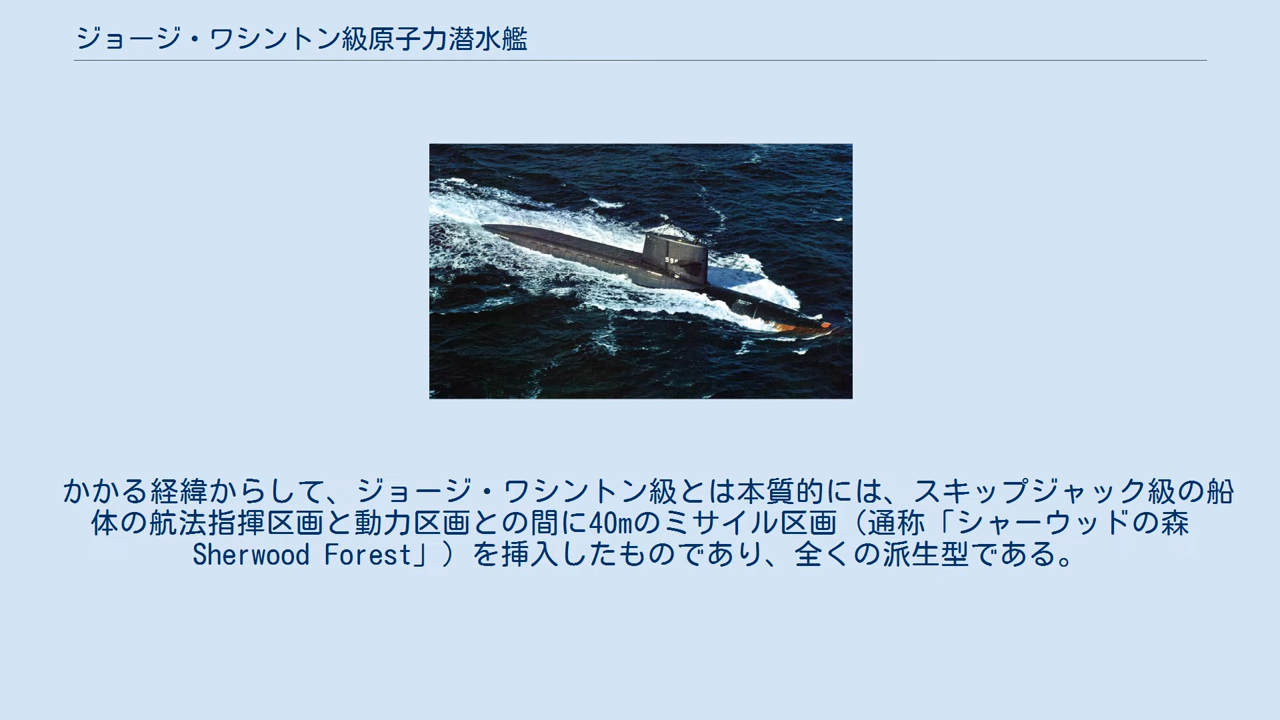 ジョージ・ワシントン級原子力潜水艦
かかる経緯からして、ジョージ・ワシントン級とは本質的には、スキップジャック級の船
体の航法指揮区画と動力区画との間に40mのミサイル区画（通称「シャーウッドの森
Sherwood Forest」）を挿入したものであり、全くの派生型である。